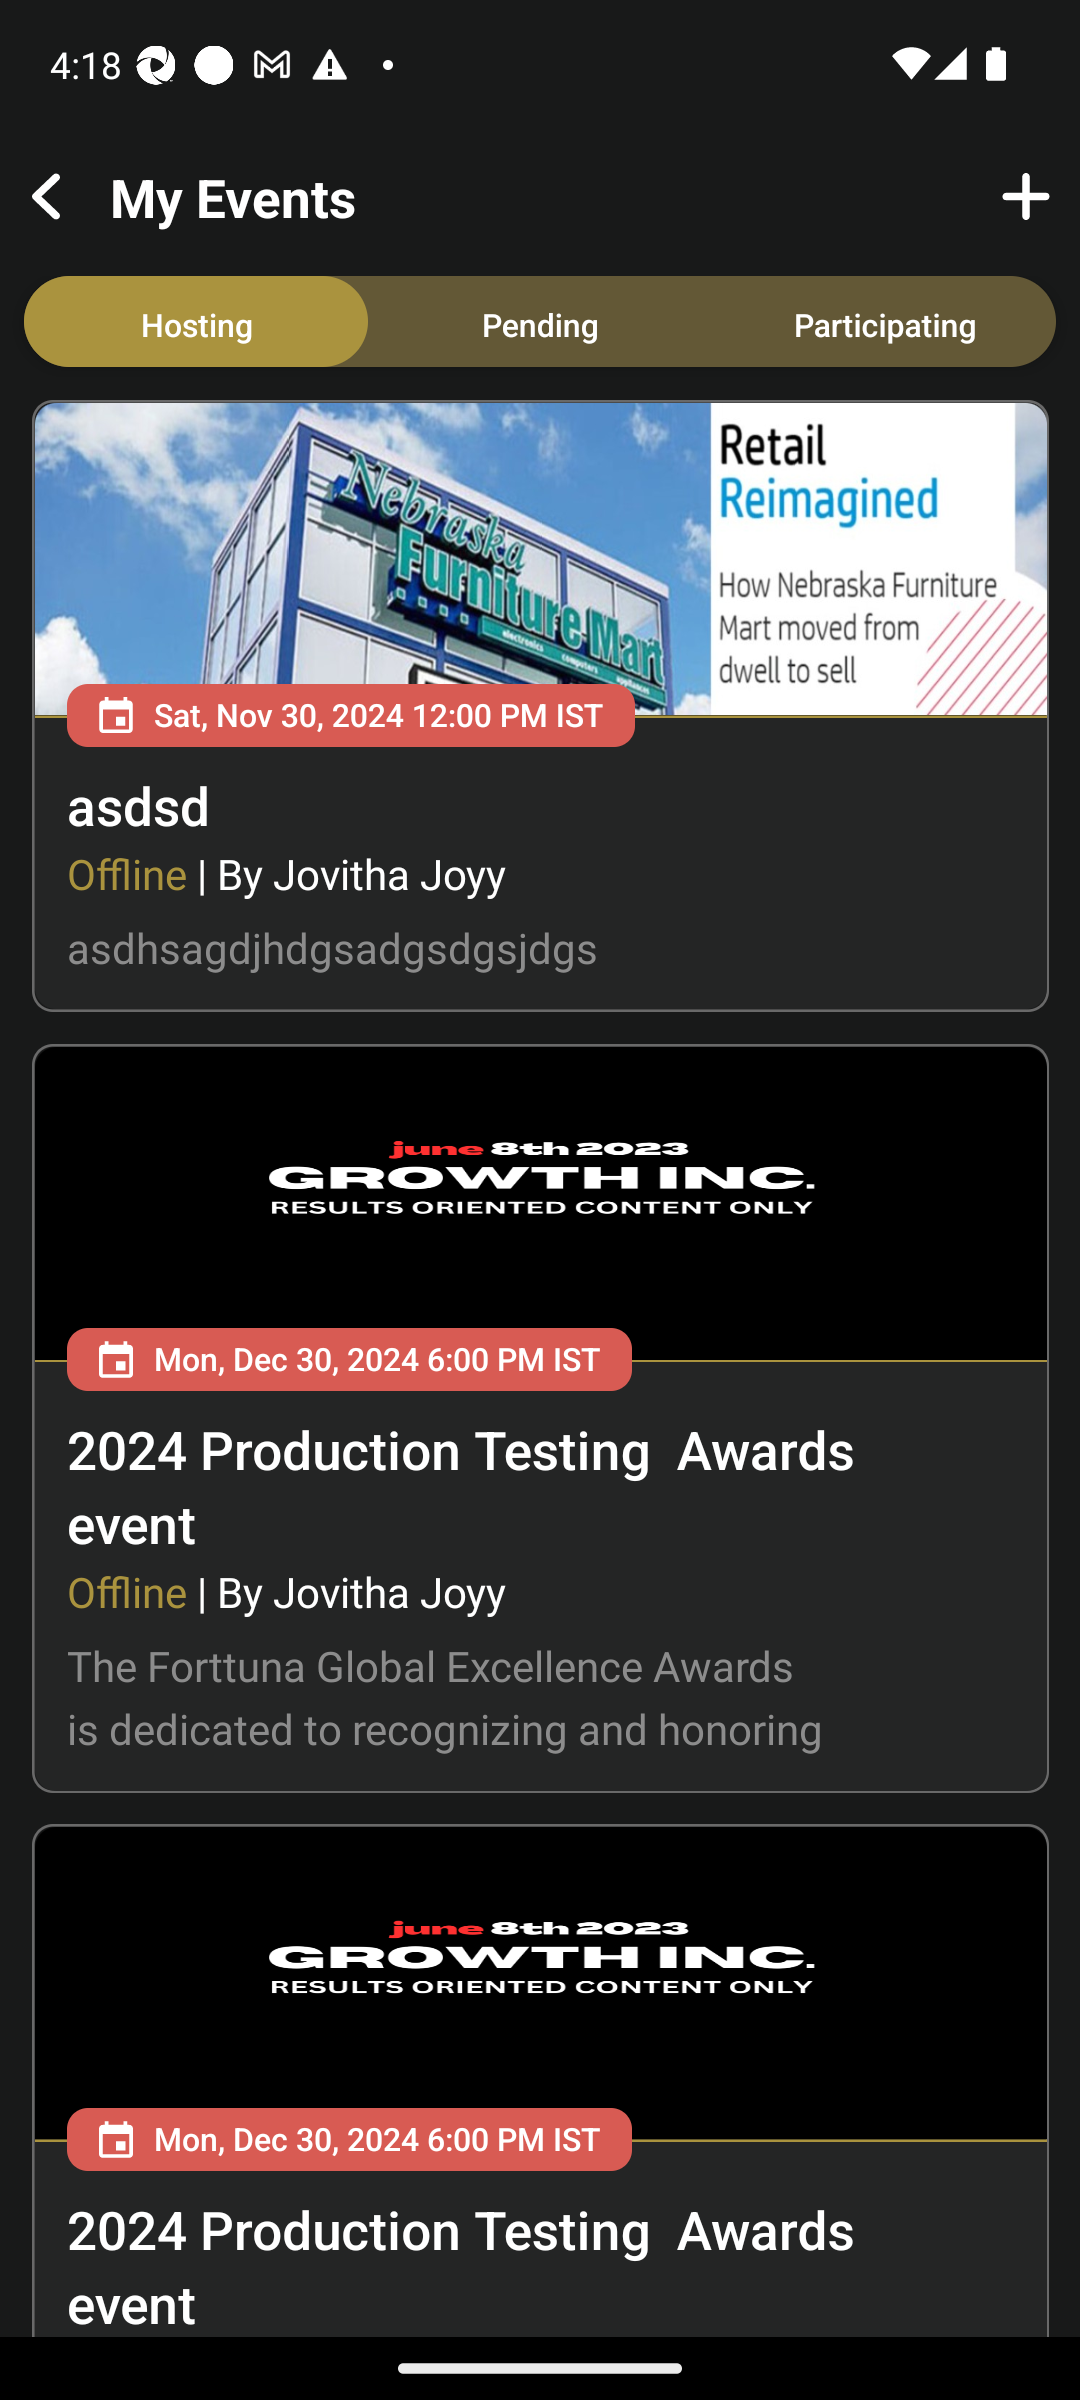 4:18
My Events
Hosting
Pending
Participating
Nebraska
Furniture Mart
electronics computers appliances
Retail
Reimagined
How Nebraska Furniture
Mart moved from
dwell to sell
Sat, Nov 30, 2024 12:00 PM IST
asdsd
Offline | By Jovitha Joyy
asdhsagdjhdgsadgsdgsjdgs
june 8th 2023
GROWTH INC.
RESULTS ORIENTED CONTENT ONLY
Mon, Dec 30, 2024 6:00 PM IST
2024 Production Testing  Awards
event
Offline | By Jovitha Joyy
The Forttuna Global Excellence Awards
is dedicated to recognizing and honoring
june 8th 2023
GROWTH INC.
RESULTS ORIENTED CONTENT ONLY
Mon, Dec 30, 2024 6:00 PM IST
2024 Production Testing  Awards
event